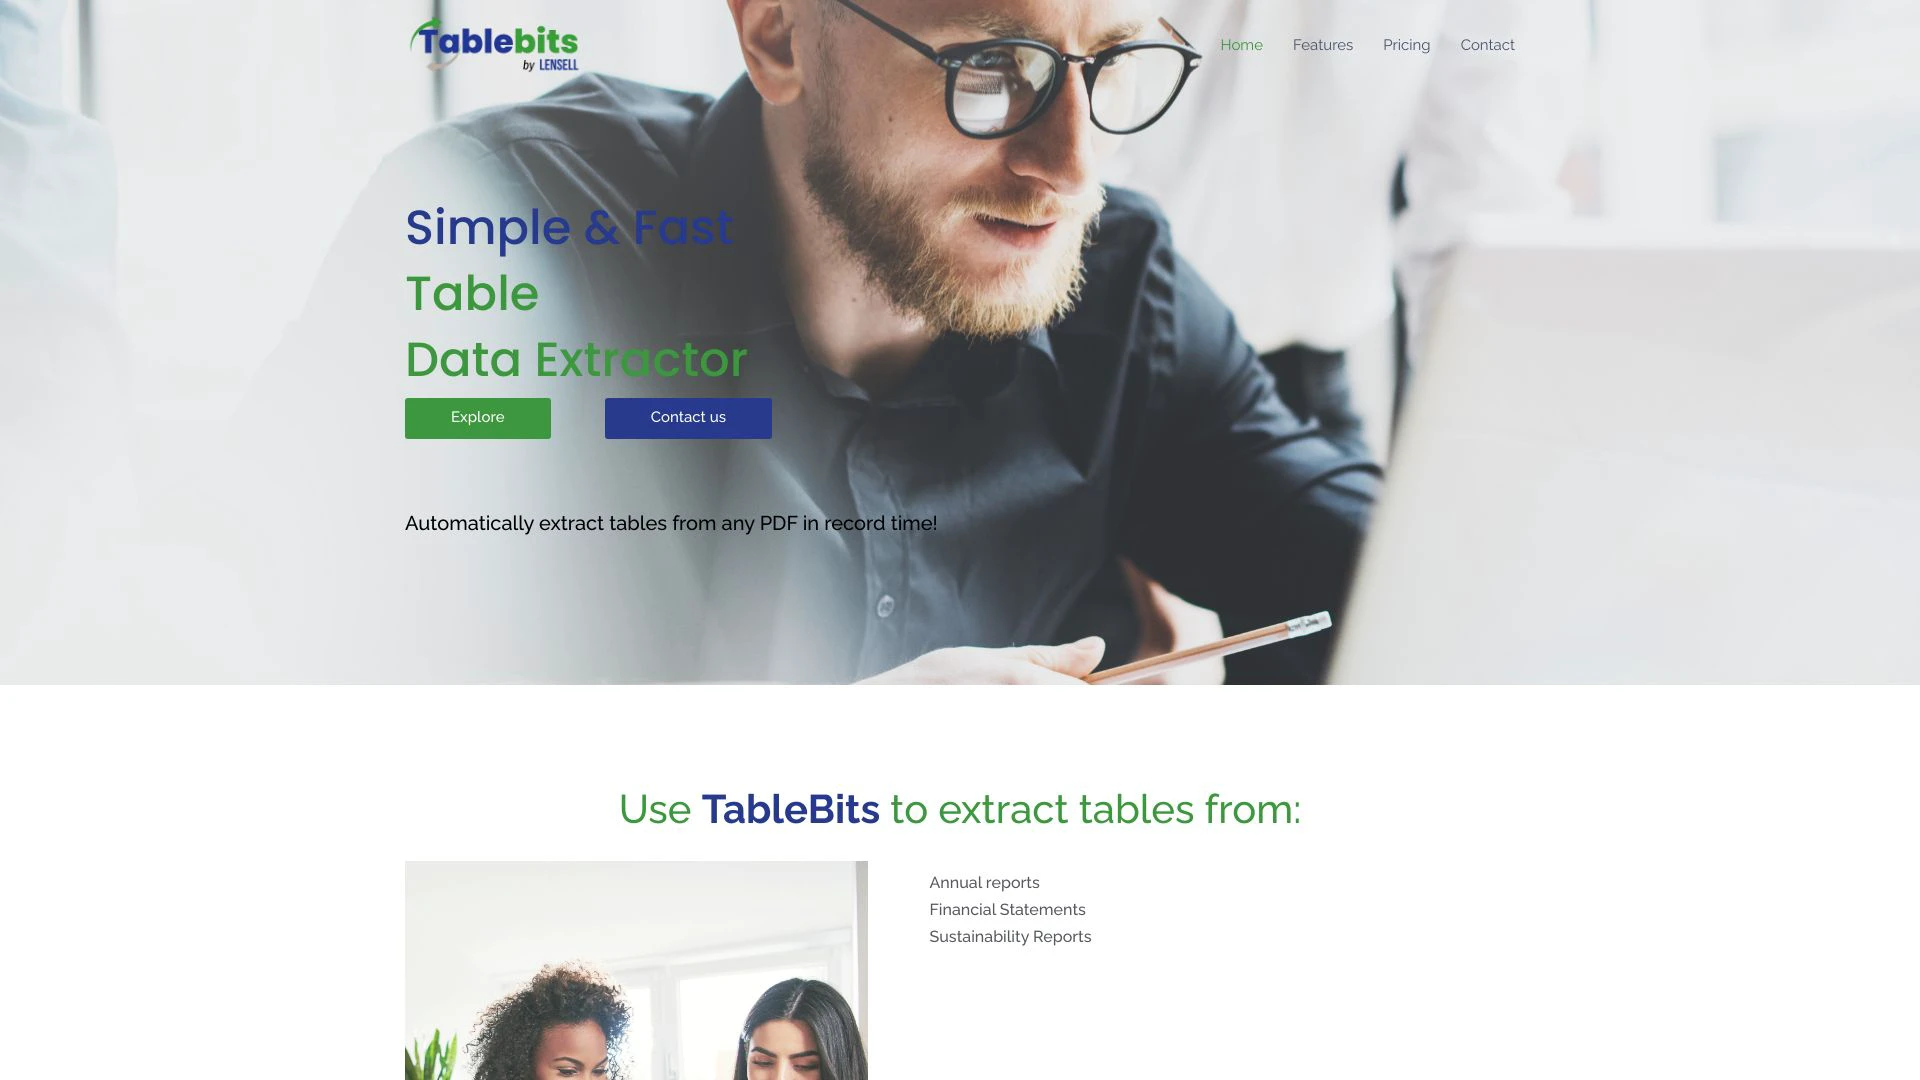 Tablebits
by LENSELL
Home
Features
Pricing
Contact
Simple & Fast
Table
Data Extractor
Explore
Contact us
Automatically extract tables from any PDF in record time!
Use TableBits to extract tables from:
Annual reports
Financial Statements
Sustainability Reports